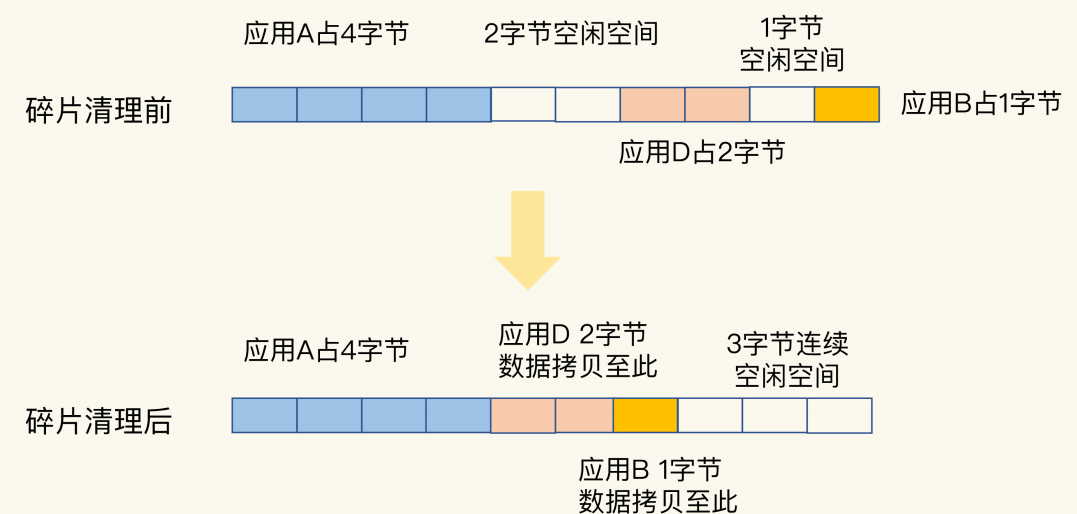 应用A占4字节
2字节空闲空间
1字节
空闲空间
碎片清理前
应用B占1字节
应用D占2字节
应用A占4字节
应用D 2字节
数据拷贝至此
3字节连续
空闲空间
碎片清理后
应用B 1字节
数据拷贝至此